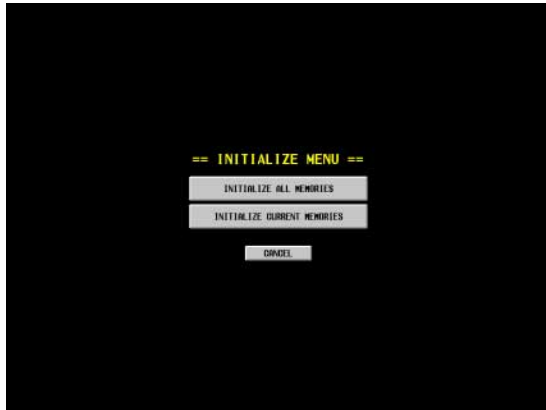 == INITIALIZE MENU ==
INITIALIZE ALL MEMORIES
INITIALIZE CURRENT MEMORIES
CANCEL